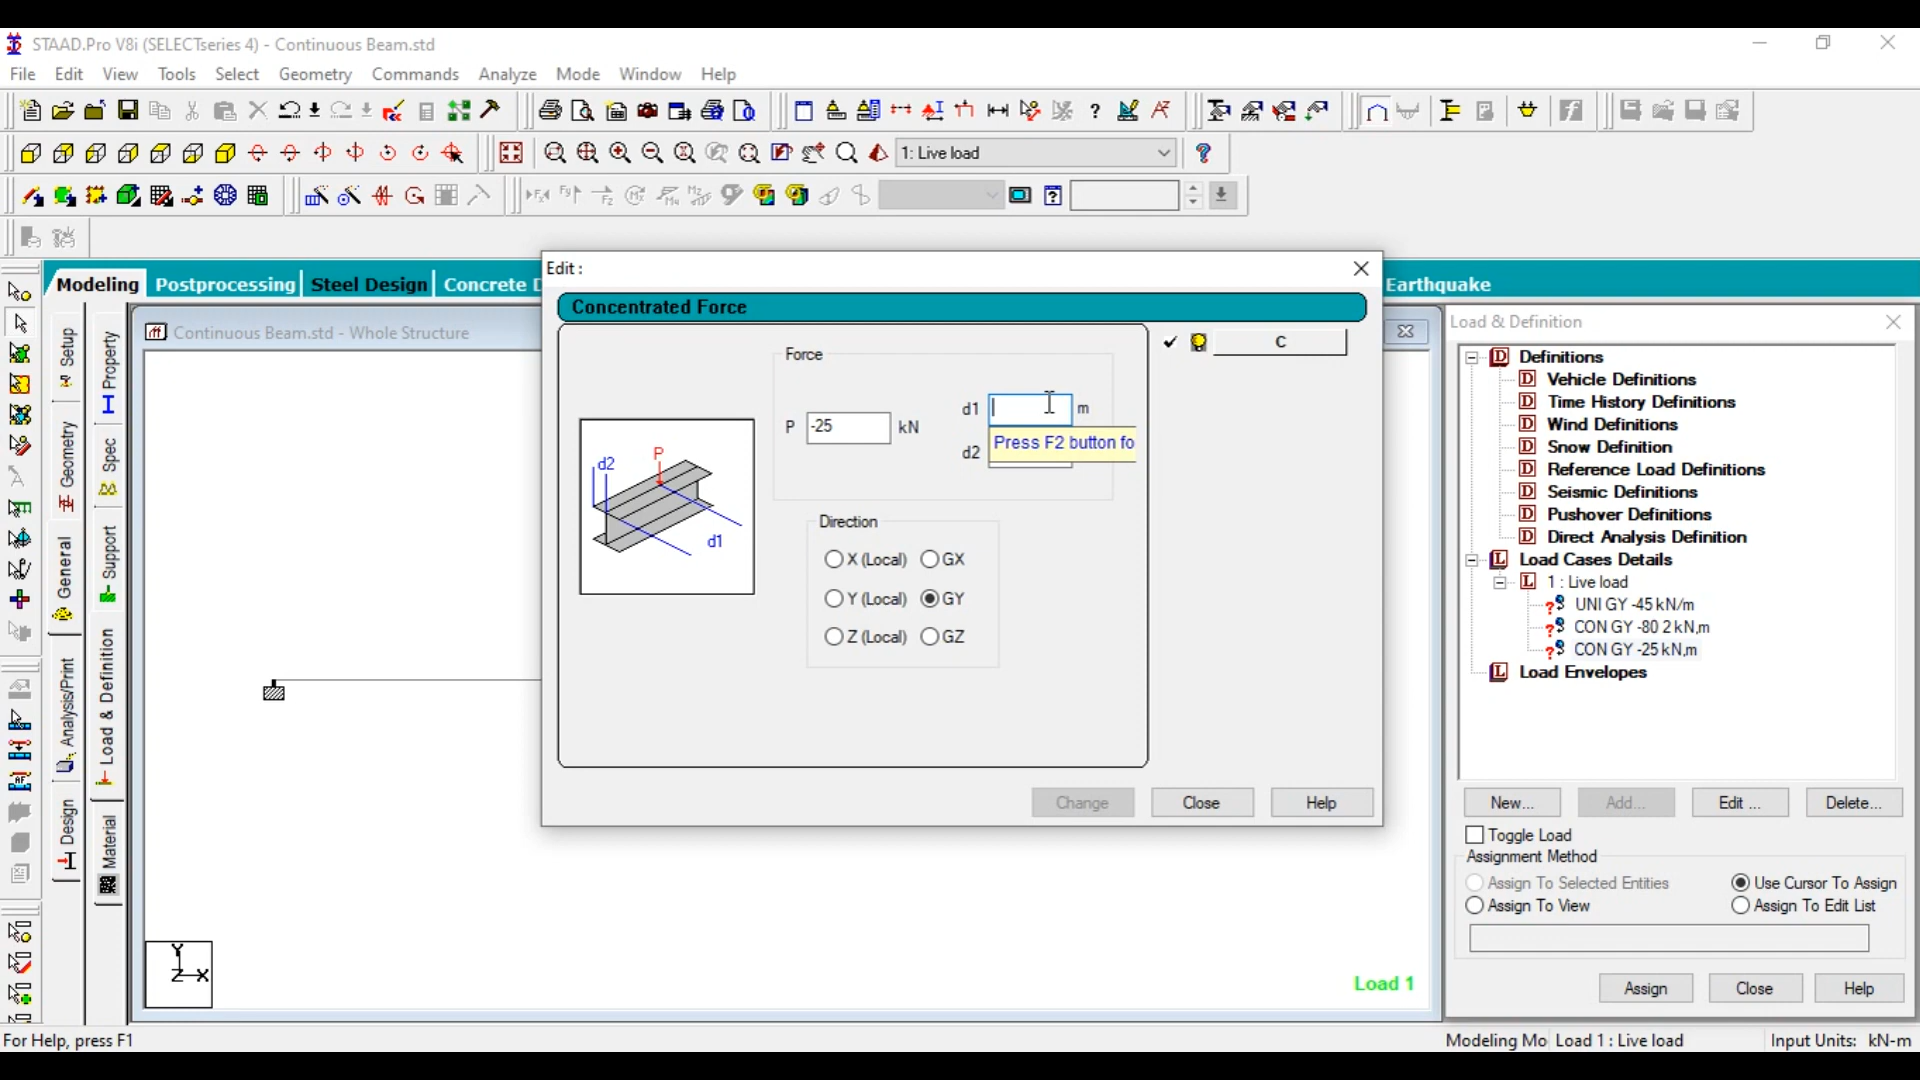 STAAD.Pro V8i (SELECTseries 4) - Continuous Beam.std
File Edit View Tools Select Geometry Commands Analyze Mode Window Help
1: Live load
Modeling Postprocessing Steel Design Concrete D
Earthquake
Edit :
Concentrated Force
Continuous Beam.std - Whole Structure
Load & Definition
Setup
Geometry
General
Analysis/Print
Design
Property
Spec
Support
Load & Definition
Material
Force
P -25 kN
d1 m
Press F2 button fo
d2
d2
P
d1
Direction
X (Local) GX
Y (Local) GY
Z (Local) GZ
C
Change Close Help
Definitions
Vehicle Definitions
Time History Definitions
Wind Definitions
Snow Definition
Reference Load Definitions
Seismic Definitions
Pushover Definitions
Direct Analysis Definition
Load Cases Details
1 : Live load
UNI GY -45 kN/m
CON GY -80 2 kN,m
CON GY -25 kN,m
Load Envelopes
New... Add... Edit ... Delete...
Toggle Load
Assignment Method
Assign To Selected Entities Use Cursor To Assign
Assign To View Assign To Edit List
Assign Close Help
Y
Z X
Load 1
For Help, press F1
Modeling Mo Load 1 : Live load Input Units: kN-m